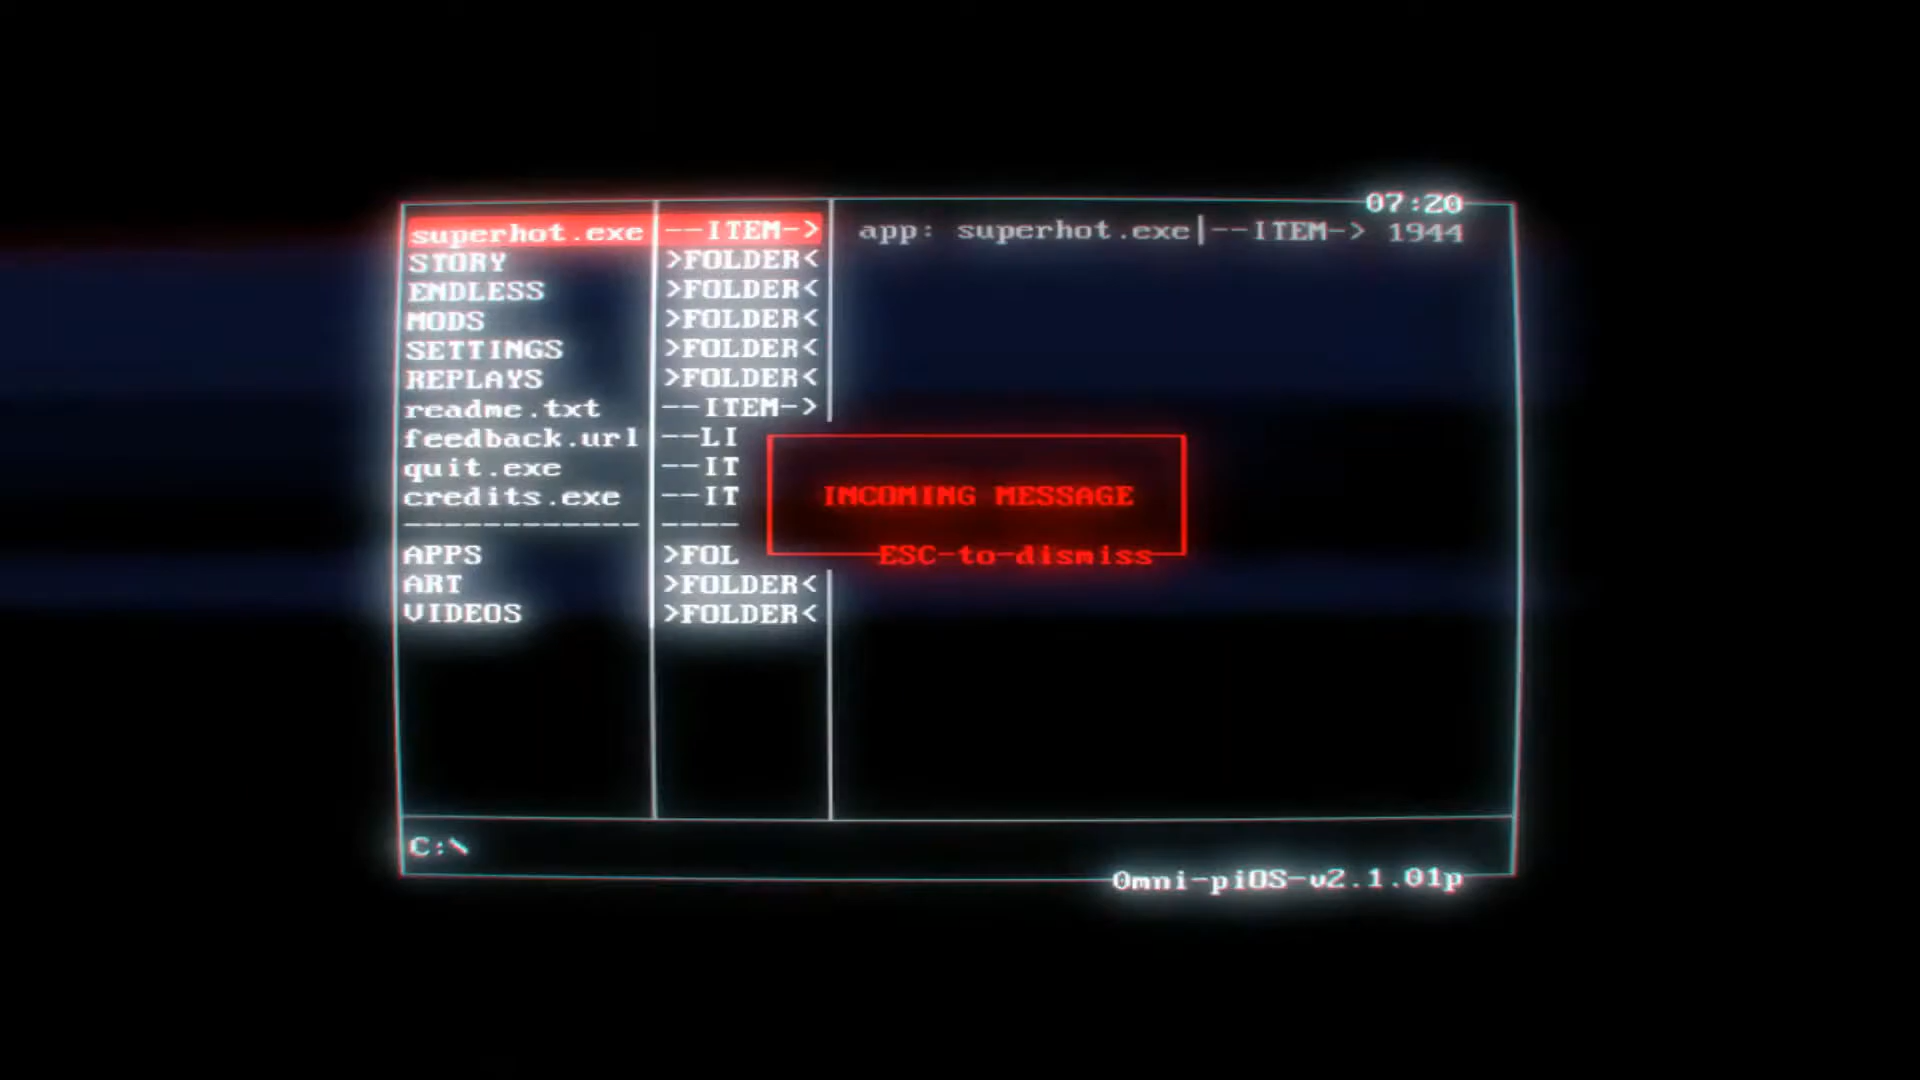 07:20
superhot.exe --ITEM-> app: superhot.exe|--ITEM-> 1944
STORY >FOLDER<
ENDLESS >FOLDER<
MODS >FOLDER<
SETTINGS >FOLDER<
REPLAYS >FOLDER<
readme.txt --ITEM->
feedback.url --LI
quit.exe --IT
credits.exe --IT
INCOMING MESSAGE
------------ ----
APPS >FOL
ESC-to-dismiss
ART >FOLDER<
VIDEOS >FOLDER<
C:\
Omni-piOS-v2.1.01p